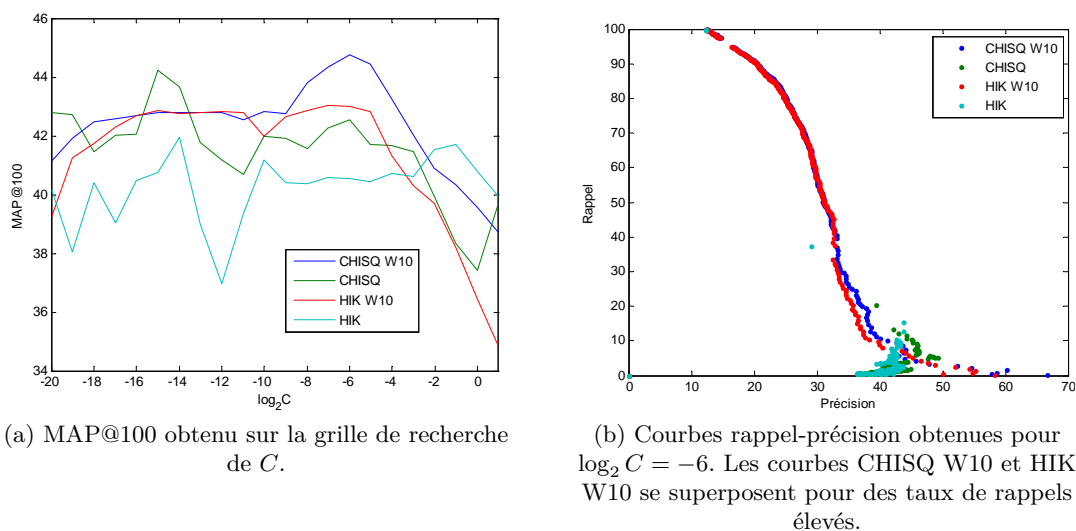 46
44
42
40
38
36
34
MAP @100
CHISQ W10
CHISQ
HIK W10
HIK
-20 -18 -16 -14 -12 -10 -8 -6 -4 -2 0
log2C
(a) MAP@100 obtenu sur la grille de recherche
de C.
100
90
80
70
60
50
40
30
20
10
0
Rappel
CHISQ W10
CHISQ
HIK W10
HIK
0 10 20 30 40 50 60 70
Précision
(b) Courbes rappel-précision obtenues pour
log2 C = −6. Les courbes CHISQ W10 et HIK
W10 se superposent pour des taux de rappels
élevés.